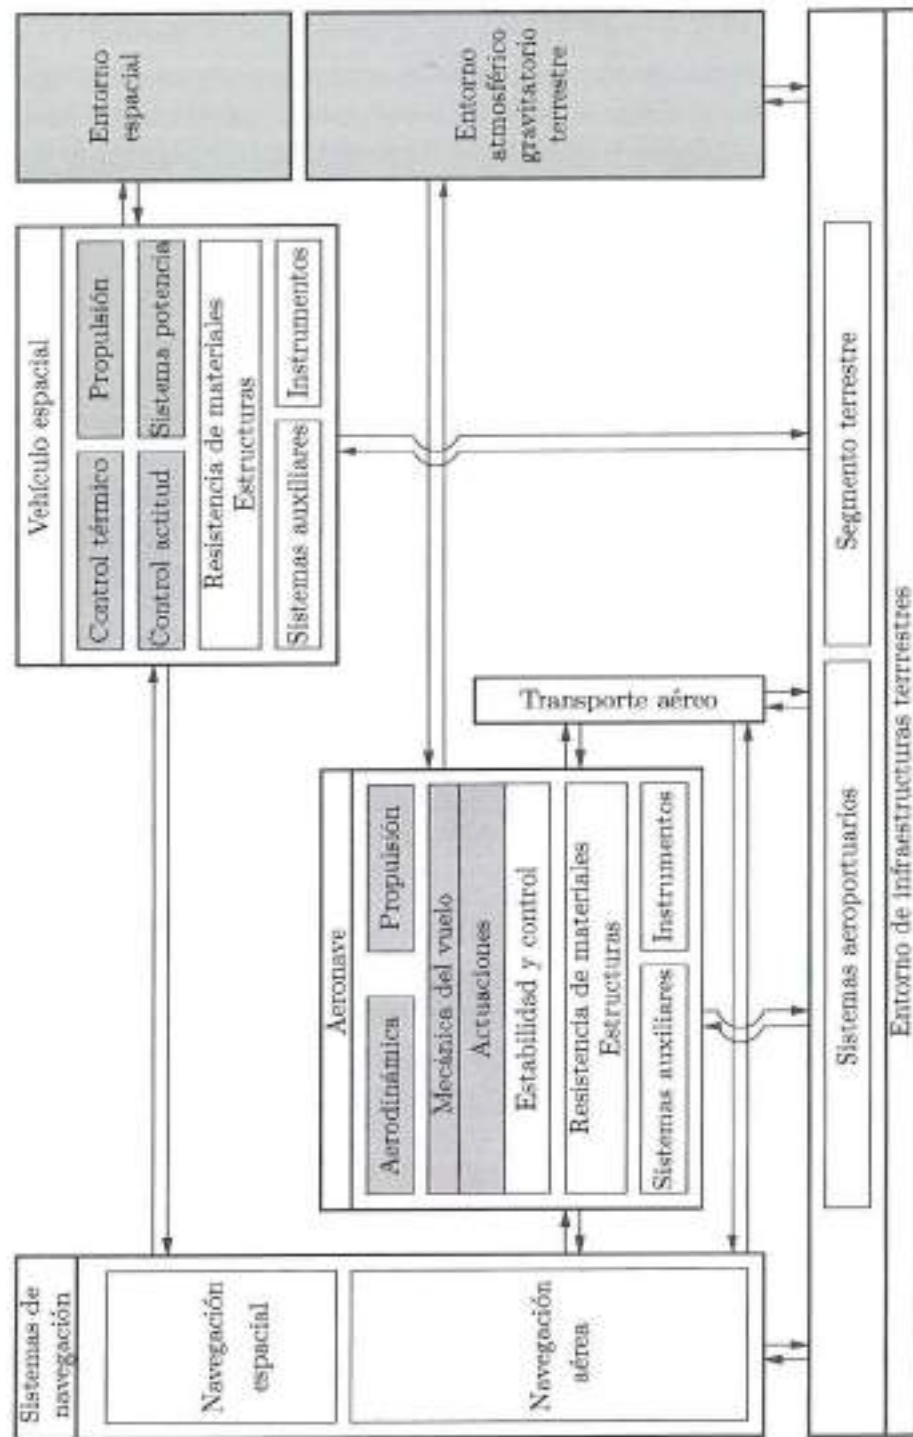 Sistemas de
navegación
Navegación
espacial
Navegación
aérea
Vehículo espacial
Control térmico
Propulsión
Control actitud
Sistema potencia
Resistencia de materiales
Estructuras
Sistemas auxiliares
Instrumentos
Entorno
espacial
Entorno
atmosférico
gravitatorio
terrestre
Aeronave
Aerodinámica
Propulsión
Mecánica del vuelo
Actuaciones
Estabilidad y control
Resistencia de materiales
Estructuras
Sistemas auxiliares
Instrumentos
Transporte aéreo
Sistemas aeroportuarios
Segmento terrestre
Entorno de infraestructuras terrrestres